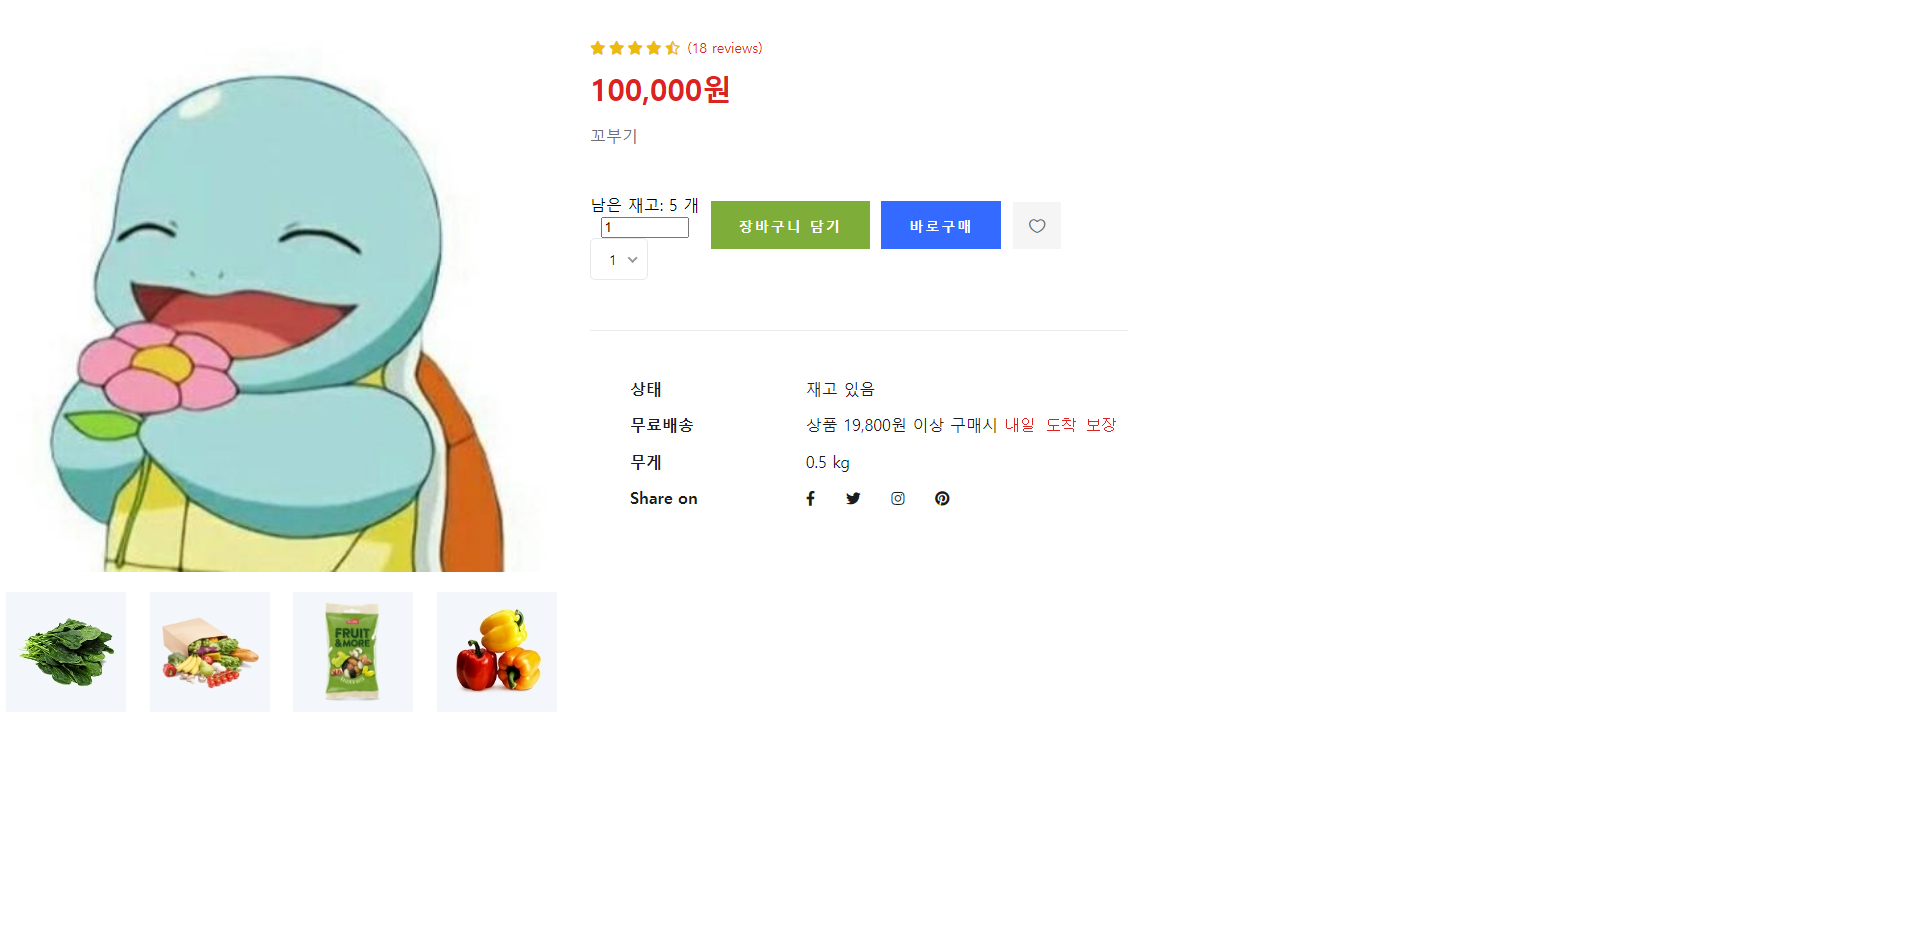 (18 reviews)
100,000원
꼬부기
남은 재고: 5 개
1
1
장바구니 담기
바로구매
상태 재고 있음
무료배송 상품 19,800원 이상 구매시 내일 도착 보장
무게 0.5 kg
Share on
FRUIT
& MORE